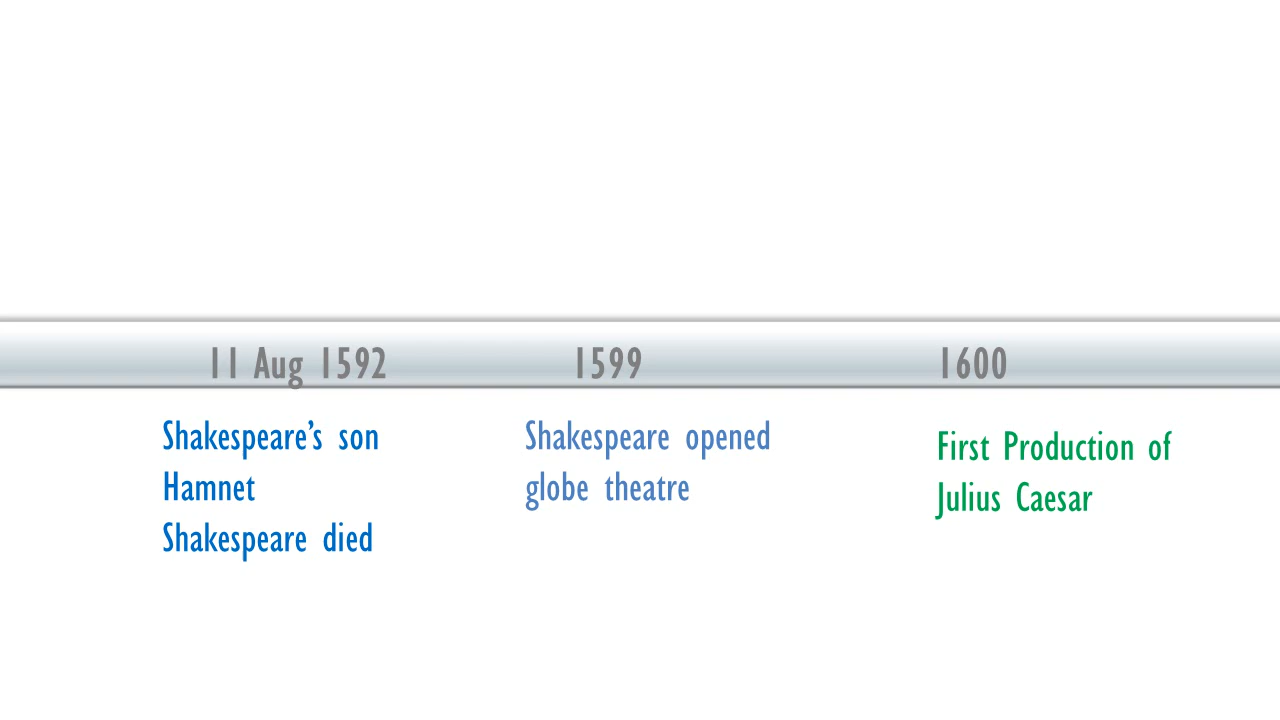 11 Aug 1592
1599
1600
Shakespeare’s son
Hamnet
Shakespeare died
Shakespeare opened
globe theatre
First Production of
Julius Caesar